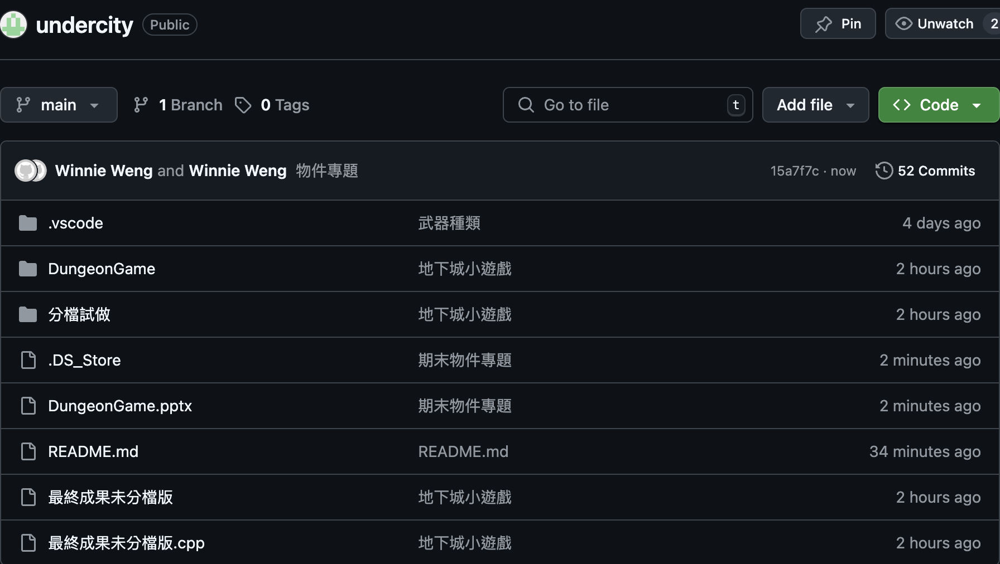 undercity Public Pin Unwatch 2
main 1 Branch 0 Tags Go to file t Add file Code
Winnie Weng and Winnie Weng 物件專題 15a7f7c · now 52 Commits
.vscode 武器種類 4 days ago
DungeonGame 地下城小遊戲 2 hours ago
分檔試做 地下城小遊戲 2 hours ago
.DS_Store 期末物件專題 2 minutes ago
DungeonGame.pptx 期末物件專題 2 minutes ago
README.md README.md 34 minutes ago
最終成果未分檔版 地下城小遊戲 2 hours ago
最終成果未分檔版.cpp 地下城小遊戲 2 hours ago